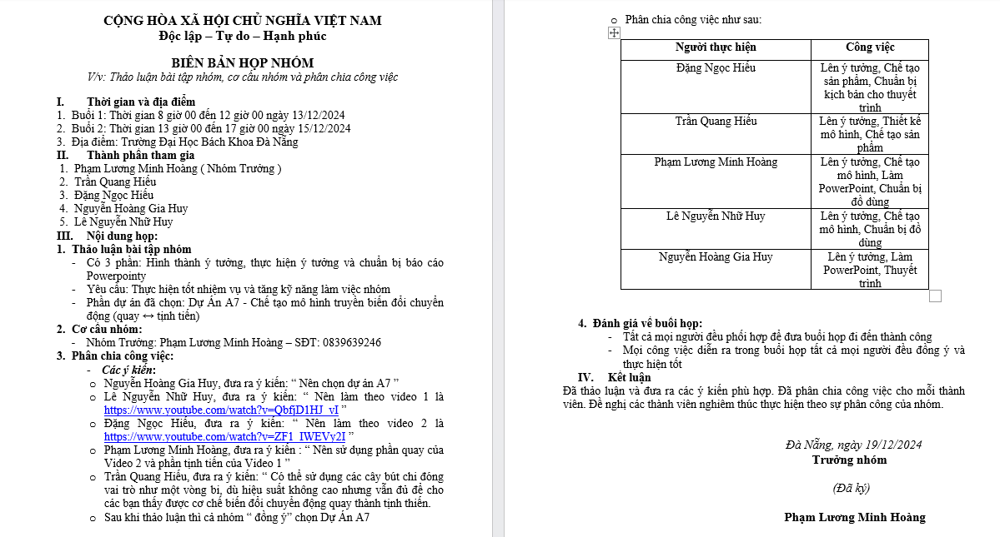 CỘNG HÒA XÃ HỘI CHỦ NGHĨA VIỆT NAM
Độc lập – Tự do – Hạnh phúc
BIÊN BẢN HỌP NHÓM
V/v: Thảo luận bài tập nhóm, cơ cấu nhóm và phân chia công việc
I. Thời gian và địa điểm
1. Buổi 1: Thời gian 8 giờ 00 đến 12 giờ 00 ngày 13/12/2024
2. Buổi 2: Thời gian 13 giờ 00 đến 17 giờ 00 ngày 15/12/2024
3. Địa điểm: Trường Đại Học Bách Khoa Đà Nẵng
II. Thành phần tham gia
1. Phạm Lương Minh Hoàng ( Nhóm Trưởng )
2. Trần Quang Hiếu
3. Đặng Ngọc Hiếu
4. Nguyễn Hoàng Gia Huy
5. Lê Nguyễn Nhữ Huy
III. Nội dung họp:
1. Thảo luận bài tập nhóm
- Có 3 phần: Hình thành ý tưởng, thực hiện ý tưởng và chuẩn bị báo cáo
Powerpointy
- Yêu cầu: Thực hiện tốt nhiệm vụ và tăng kỹ năng làm việc nhóm
- Phần dự án đã chọn: Dự Án A7 - Chế tạo mô hình truyền biến đổi chuyển
động (quay ↔ tịnh tiến)
2. Cơ cấu nhóm:
- Nhóm Trưởng: Phạm Lương Minh Hoàng – SĐT: 0839639246
3. Phân chia công việc:
- Các ý kiến:
o Nguyễn Hoàng Gia Huy, đưa ra ý kiến: “ Nên chọn dự án A7 ”
o Lê Nguyễn Nhữ Huy, đưa ra ý kiến: “ Nên làm theo video 1 là
https://www.youtube.com/watch?v=QbfjD1HJ_vI ”
o Đặng Ngọc Hiếu, đưa ra ý kiến: “ Nên làm theo video 2 là
https://www.youtube.com/watch?v=ZF1_IWEVy2I ”
o Phạm Lương Minh Hoàng, đưa ra ý kiến : “ Nên sử dụng phần quay của
Video 2 và phần tịnh tiến của Video 1 ”
o Trần Quang Hiếu, đưa ra ý kiến: “ Có thể sử dụng các cây bút chi đóng
vai trò như một vòng bi, dù hiệu suất không cao nhưng vẫn đủ để cho
các bạn thấy được cơ chế biến đổi chuyển động quay thành tịnh thiến.
o Sau khi thảo luận thì cả nhóm “ đồng ý” chọn Dự Án A7
o Phân chia công việc như sau:
Người thực hiện Công việc
Đặng Ngọc Hiếu Lên ý tưởng, Chế tạo
sản phẩm, Chuẩn bị
kịch bản cho thuyết
trình
Trần Quang Hiếu Lên ý tưởng, Thiết kế
mô hình, Chế tạo sản
phẩm
Phạm Lương Minh Hoàng Lên ý tưởng, Chế tạo
mô hình, Làm
PowerPoint, Chuẩn bị
đồ dùng
Lê Nguyễn Nhữ Huy Lên ý tưởng, Chế tạo
mô hình, Chuẩn bị đồ
dùng
Nguyễn Hoàng Gia Huy Lên ý tưởng, Làm
PowerPoint, Thuyết
trình
4. Đánh giá về buổi họp:
- Tất cả mọi người đều phối hợp để đưa buổi họp đi đến thành công
- Mọi công việc diễn ra trong buổi họp tất cả mọi người đều đồng ý và
thực hiện tốt
IV. Kết luận
Đã thảo luận và đưa ra các ý kiến phù hợp. Đã phân chia công việc cho mỗi thành
viên. Đề nghị các thành viên nghiêm thúc thực hiện theo sự phân công của nhóm.
Đà Nẵng, ngày 19/12/2024
Trưởng nhóm
(Đã ký)
Phạm Lương Minh Hoàng